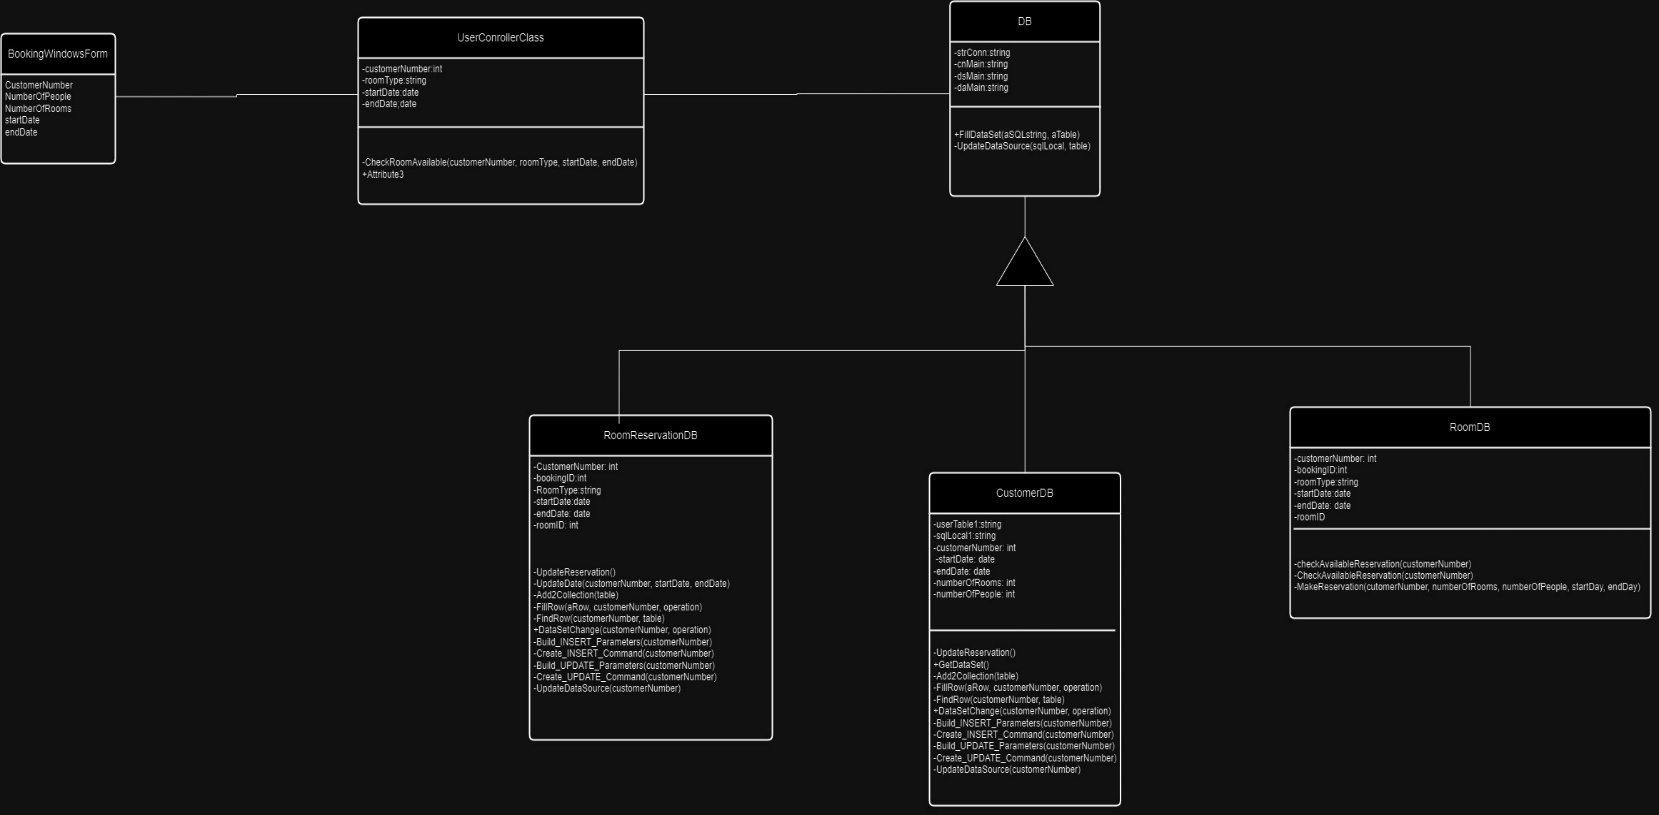 BookingWindowsForm
CustomerNumber
NumberOfPeople
NumberOfRooms
startDate
endDate
UserConrollerClass
-customerNumber:int
-roomType:string
-startDate:date
-endDate;date
-CheckRoomAvailable(customerNumber, roomType, startDate, endDate)
+Attribute3
DB
-strConn:string
-cnMain:string
-dsMain:string
-daMain:string
+FillDataSet(aSQLstring, aTable)
-UpdateDataSource(sqlLocal, table)
RoomReservationDB
-CustomerNumber: int
-bookingID:int
-RoomType:string
-startDate:date
-endDate: date
-roomID: int
-UpdateReservation()
-UpdateDate(customerNumber, startDate, endDate)
-Add2Collection(table)
-FillRow(aRow, customerNumber, operation)
-FindRow(customerNumber, table)
+DataSetChange(customerNumber, operation)
-Build_INSERT_Parameters(customerNumber)
-Create_INSERT_Command(customerNumber)
-Build_UPDATE_Parameters(customerNumber)
-Create_UPDATE_Command(customerNumber)
-UpdateDataSource(customerNumber)
CustomerDB
-userTable1:string
-sqlLocal1:string
-customerNumber: int
-startDate: date
-endDate: date
-numberOfRooms: int
-numberOfPeople: int
-UpdateReservation()
+GetDataSet()
-Add2Collection(table)
-FillRow(aRow, customerNumber, operation)
-FindRow(customerNumber, table)
+DataSetChange(customerNumber, operation)
-Build_INSERT_Parameters(customerNumber)
-Create_INSERT_Command(customerNumber)
-Build_UPDATE_Parameters(customerNumber)
-Create_UPDATE_Command(customerNumber)
-UpdateDataSource(customerNumber)
RoomDB
-customerNumber: int
-bookingID:int
-roomType:string
-startDate:date
-endDate: date
-roomID
-checkAvailableReservation(customerNumber)
-CheckAvailableReservation(customerNumber)
-MakeReservation(cutomerNumber, numberOfRooms, numberOfPeople, startDay, endDay)